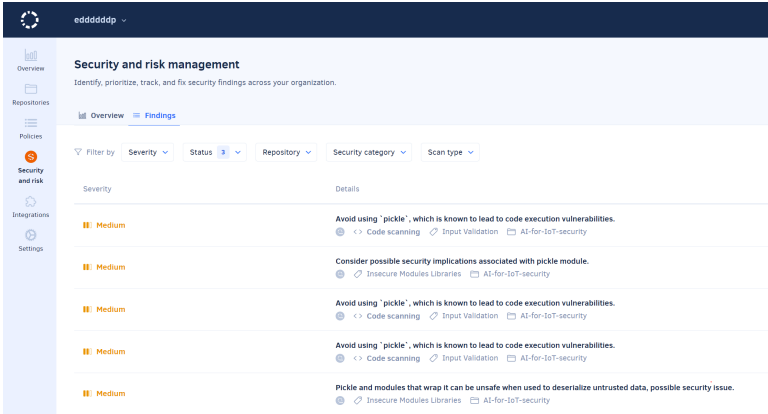 eddddddp
Overview
Repositories
Policies
S
Security
and risk
Integrations
Settings
Security and risk management
Identify, prioritize, track, and fix security findings across your organization.
Overview Findings
Filter by Severity Status 3 Repository Security category Scan type
Severity Details
Medium Avoid using `pickle`, which is known to lead to code execution vulnerabilities.
<> Code scanning Input Validation AI-for-IoT-security
Medium Consider possible security implications associated with pickle module.
Insecure Modules Libraries AI-for-IoT-security
Medium Avoid using `pickle`, which is known to lead to code execution vulnerabilities.
<> Code scanning Input Validation AI-for-IoT-security
Medium Avoid using `pickle`, which is known to lead to code execution vulnerabilities.
<> Code scanning Input Validation AI-for-IoT-security
Medium Pickle and modules that wrap it can be unsafe when used to deserialize untrusted data, possible security issue.
Insecure Modules Libraries AI-for-IoT-security